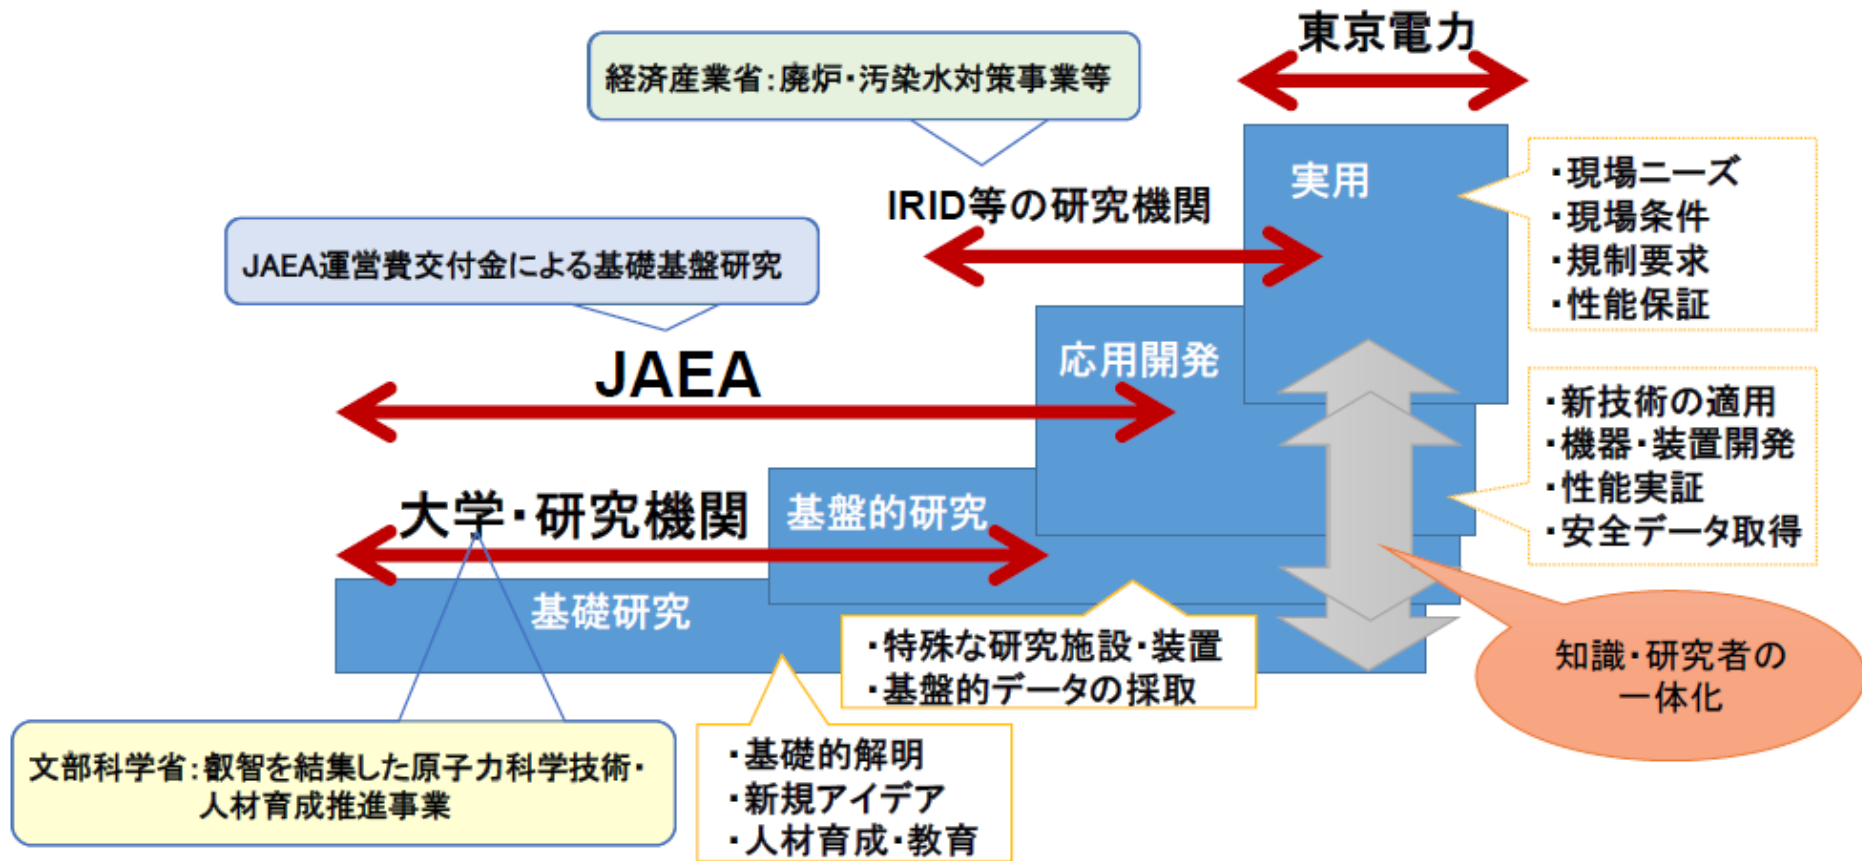 東京電力
経済産業省:廃炉・汚染水対策事業等
実用
・現場ニーズ
・現場条件
・規制要求
・性能保証
IRID等の研究機関
JAEA運営費交付金による基礎基盤研究
JAEA
応用開発
・新技術の適用
・機器・装置開発
・性能実証
・安全データ取得
大学・研究機関
基盤的研究
基礎研究
・特殊な研究施設・装置
・基盤的データの採取
知識・研究者の
一体化
文部科学省:叡智を結集した原子力科学技術・
人材育成推進事業
・基礎的解明
・新規アイデア
・人材育成・教育